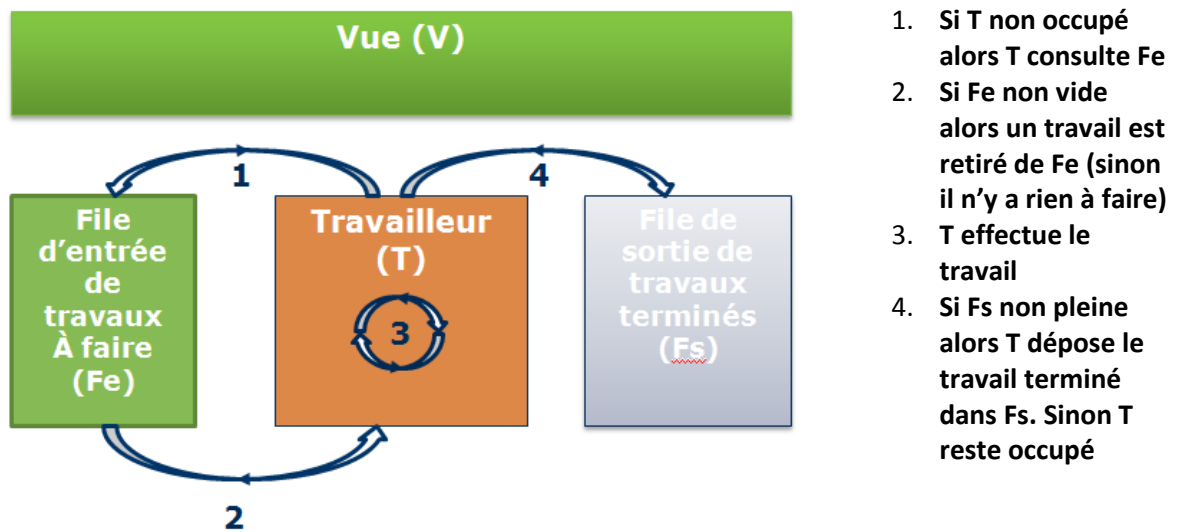 Vue (V)
1
4
File
d'entrée
de
travaux
À faire
(Fe)
Travailleur
(T)
3
File de
sortie de
travaux
terminés
(Fs)
2
1. Si T non occupé
alors T consulte Fe
2. Si Fe non vide
alors un travail est
retiré de Fe (sinon
il n'y a rien à faire)
3. T effectue le
travail
4. Si Fs non pleine
alors T dépose le
travail terminé
dans Fs. Sinon T
reste occupé